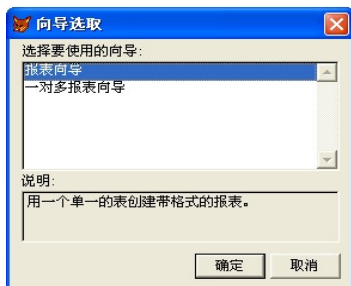 向导选取
选择要使用的向导:
报表向导
一对多报表向导
说明:
用一个单一的表创建带格式的报表。
确定
取消